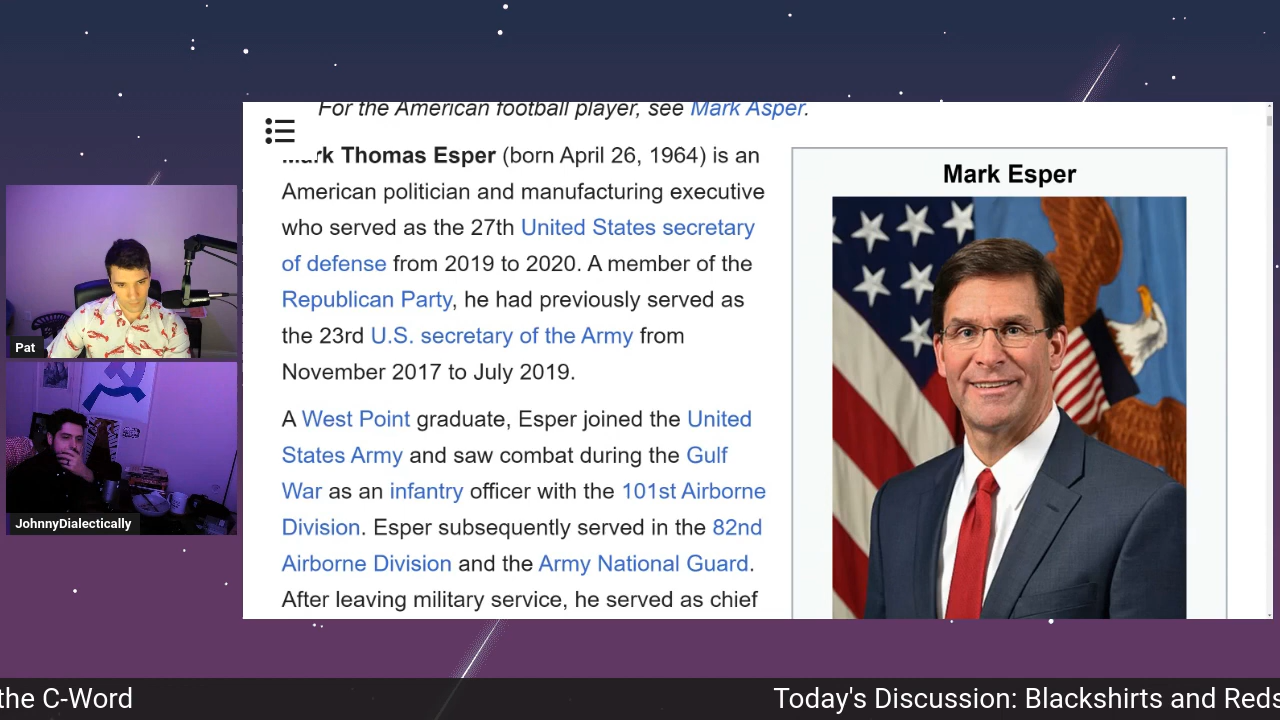 For the American football player, see Mark Asper.
Mark Thomas Esper (born April 26, 1964) is an
American politician and manufacturing executive
who served as the 27th United States secretary
of defense from 2019 to 2020. A member of the
Republican Party, he had previously served as
the 23rd U.S. secretary of the Army from
November 2017 to July 2019.
A West Point graduate, Esper joined the United
States Army and saw combat during the Gulf
War as an infantry officer with the 101st Airborne
Division. Esper subsequently served in the 82nd
Airborne Division and the Army National Guard.
After leaving military service, he served as chief
Mark Esper
Pat
JohnnyDialectically
the C-Word
Today's Discussion: Blackshirts and Reds